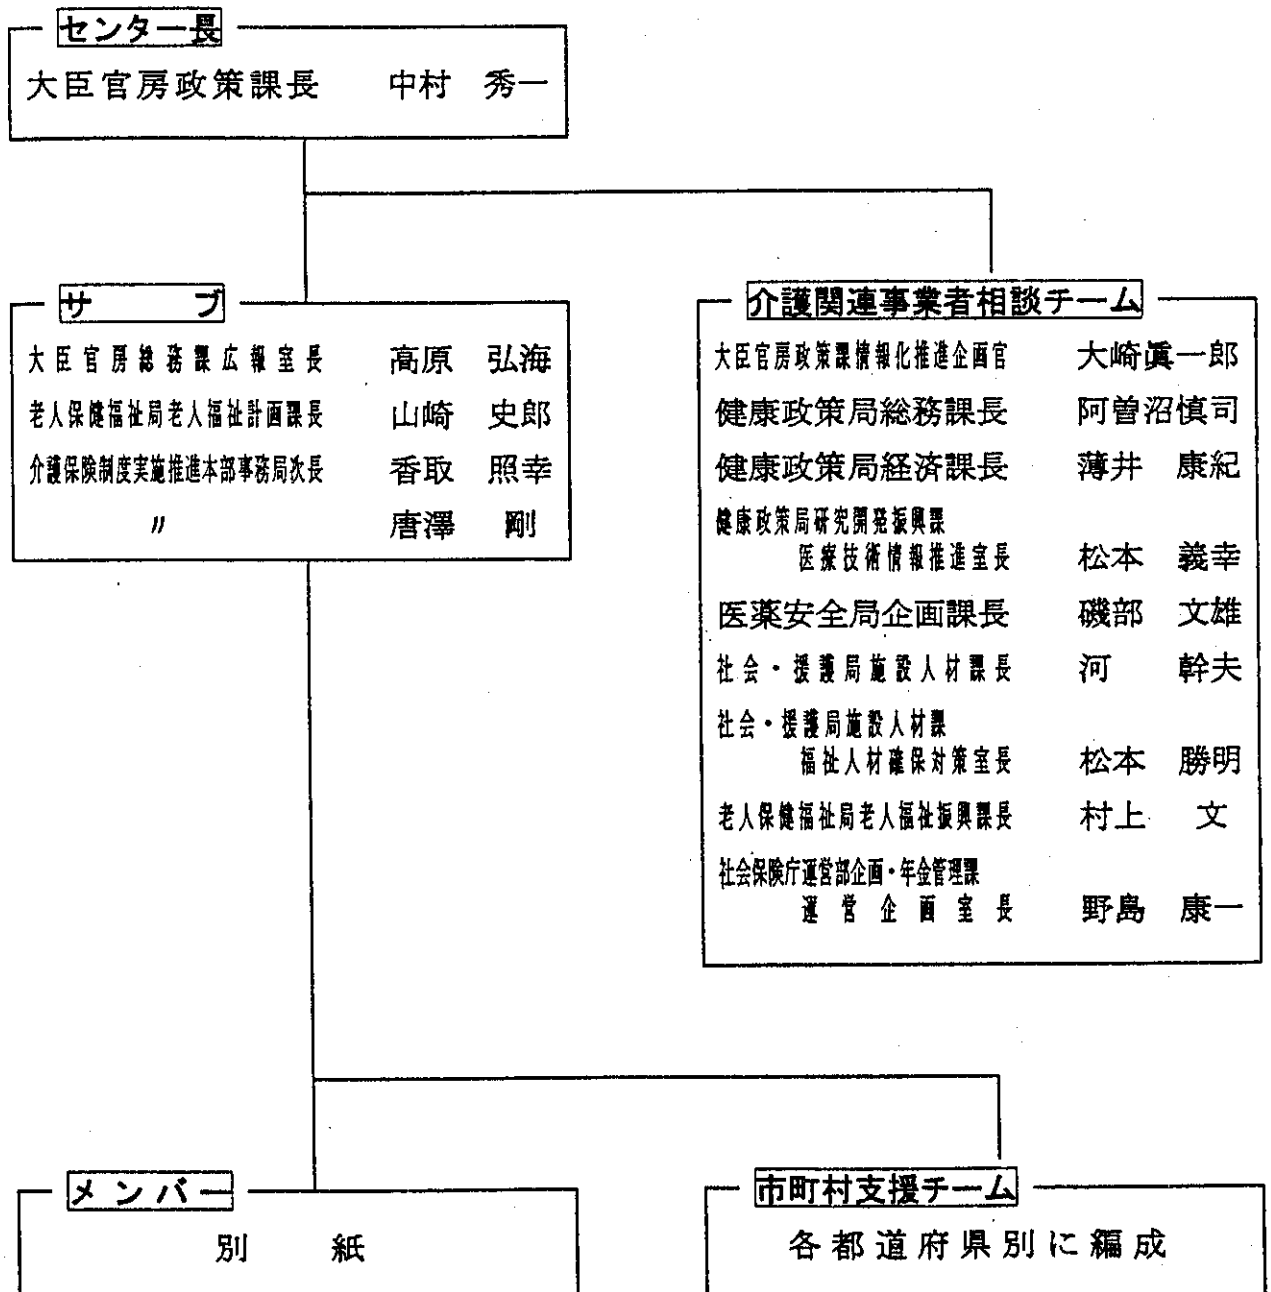 センター長
大臣官房政策課長 中村 秀一
サブ
大臣官房総務課広報室長 高原 弘海
老人保健福祉局老人福祉計画課長 山崎 史郎
介護保険制度実施推進本部事務局次長 香取 照幸
〃 唐澤 剛
介護関連事業者相談チーム
大臣官房政策課情報化推進企画官 大崎眞一郎
健康政策局総務課長 阿曽沼慎司
健康政策局経済課長 薄井 康紀
健康政策局研究開発振興課
医療技術情報推進室長 松本 義幸
医薬安全局企画課長 磯部 文雄
社会・援護局施設人材課長 河 幹夫
社会・援護局施設人材課
福祉人材確保対策室長 松本 勝明
老人保健福祉局老人福祉振興課長 村上 文
社会保険庁運営部企画・年金管理課
運営企画室長 野島 康一
メンバー
別 紙
市町村支援チーム
各都道府県別に編成